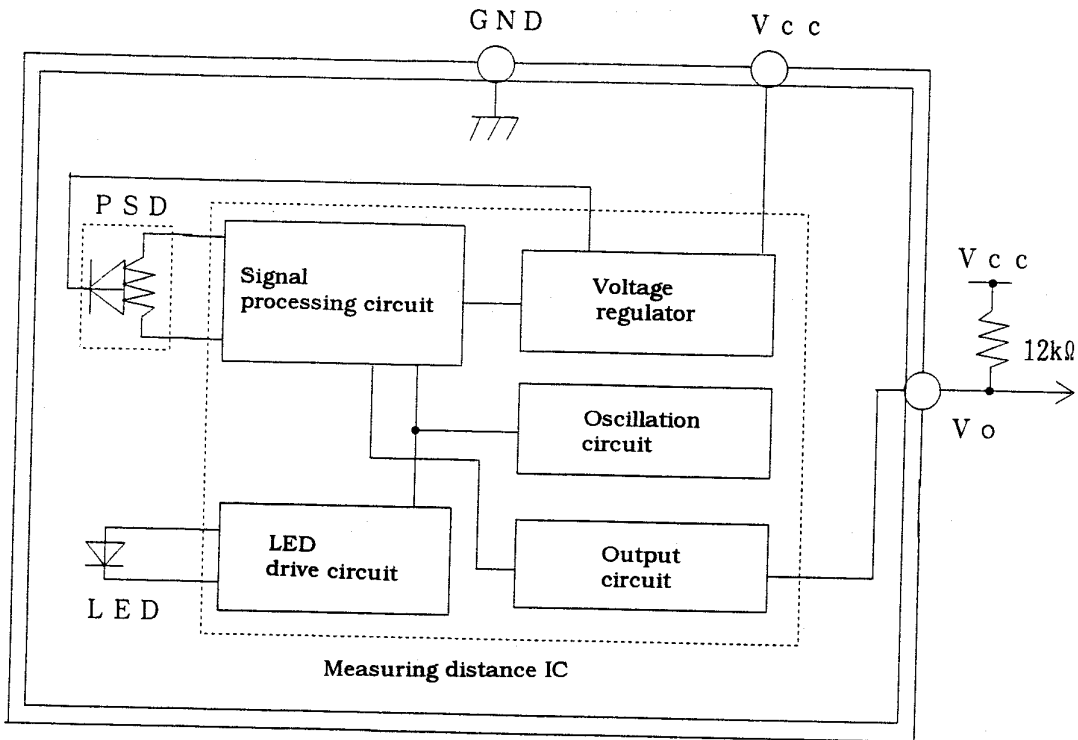 GND
Vcc
PSD
Signal
processing circuit
Voltage
regulator
Vcc
12kΩ
Oscillation
circuit
Vo
LED
drive circuit
Output
circuit
LED
Measuring distance IC